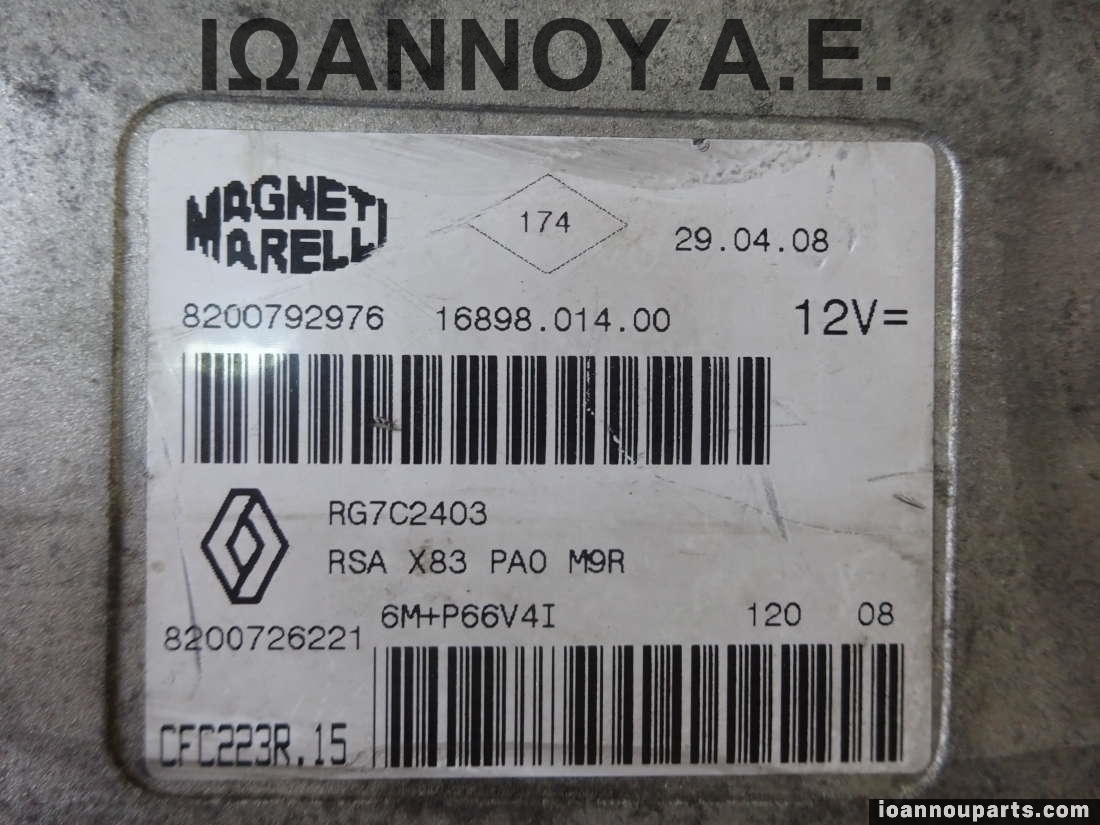 ΙΩΑΝΝΟΥ Α.Ε.
MAGNETI
MARELLI
174
29.04.08
8200792976 16898.014.00 12V=
RG7C2403
RSA X83 PA0 M9R
6M+P66V4I 120 08
8200726221
CFC223R.15
ioannouparts.com